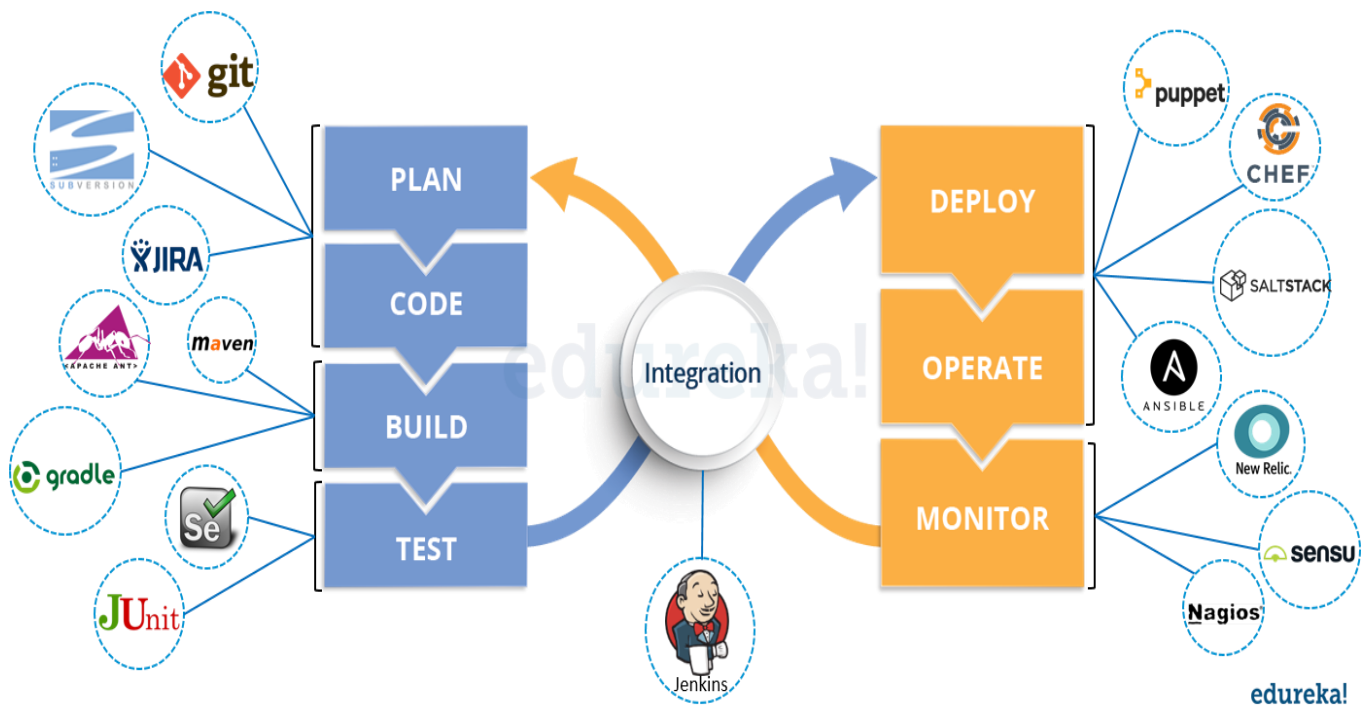 git
SUBVERSION
JIRA
<APACHE ANT>
maven
gradle
Se
JUnit
PLAN
CODE
BUILD
TEST
edureka!
Integration
Jenkins
DEPLOY
OPERATE
MONITOR
puppet
CHEF
SALTSTACK
ANSIBLE
New Relic.
sensu
Nagios®
edureka!